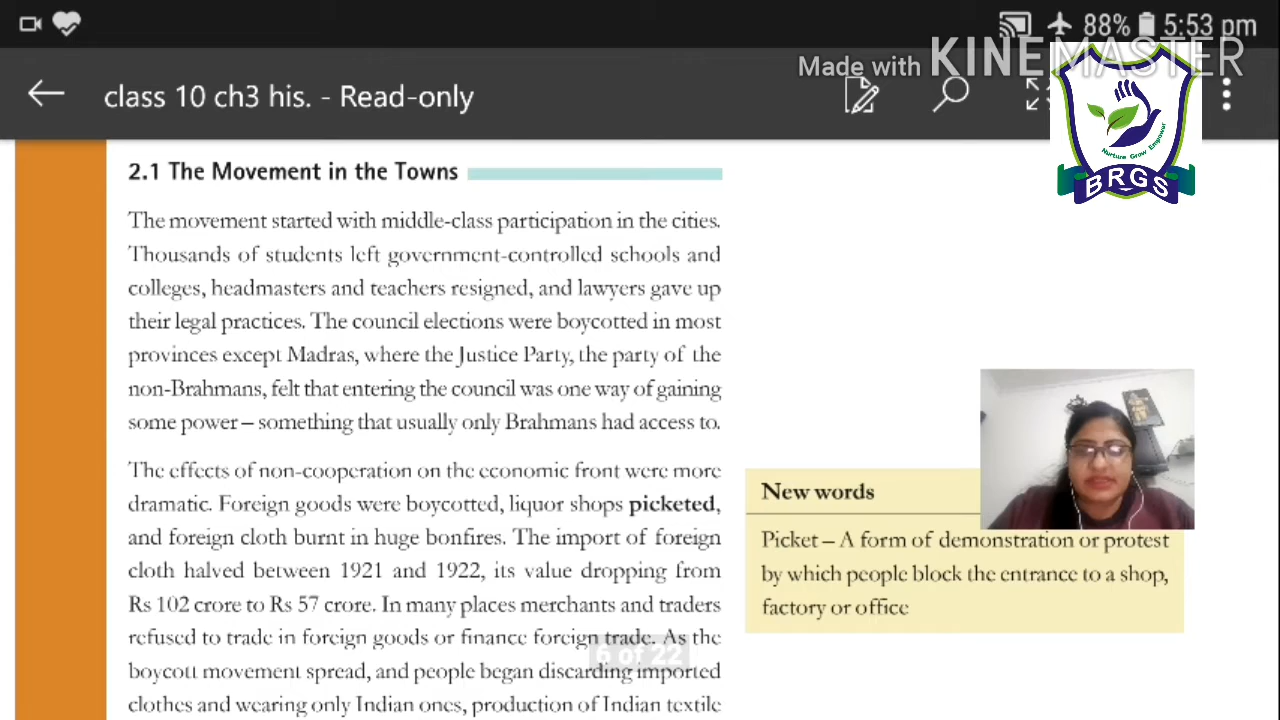 88% 5:53 pm
Made with KINEMASTER
class 10 ch3 his. - Read-only
Nurture Grow Empower
BRGS
2.1 The Movement in the Towns
The movement started with middle-class participation in the cities.
Thousands of students left government-controlled schools and
colleges, headmasters and teachers resigned, and lawyers gave up
their legal practices. The council elections were boycotted in most
provinces except Madras, where the Justice Party, the party of the
non-Brahmans, felt that entering the council was one way of gaining
some power – something that usually only Brahmans had access to.
The effects of non-cooperation on the economic front were more
dramatic. Foreign goods were boycotted, liquor shops picketed,
and foreign cloth burnt in huge bonfires. The import of foreign
cloth halved between 1921 and 1922, its value dropping from
Rs 102 crore to Rs 57 crore. In many places merchants and traders
refused to trade in foreign goods or finance foreign trade. As the
boycott movement spread, and people began discarding imported
clothes and wearing only Indian ones, production of Indian textile
6 of 22
New words
Picket – A form of demonstration or protest
by which people block the entrance to a shop,
factory or office